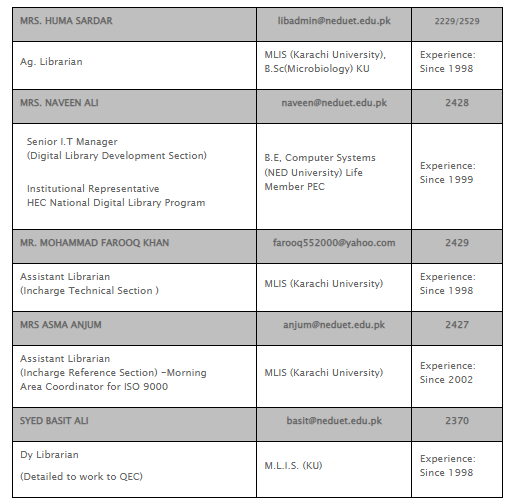 MRS. HUMA SARDAR libadmin@neduet.edu.pk 2229/2529
Ag. Librarian
MLIS (Karachi University),
B.Sc(Microbiology) KU
Experience:
Since 1998
MRS. NAVEEN ALI naveen@neduet.edu.pk 2428
Senior I.T Manager
(Digital Library Development Section)
Institutional Representative
HEC National Digital Library Program
B.E, Computer Systems
(NED University) Life
Member PEC
Experience:
Since 1999
MR. MOHAMMAD FAROOQ KHAN farooq552000@yahoo.com 2429
Assistant Librarian
(Incharge Technical Section )
MLIS (Karachi University)
Experience:
Since 1998
MRS ASMA ANJUM anjum@neduet.edu.pk 2427
Assistant Librarian
(Incharge Reference Section) -Morning
Area Coordinator for ISO 9000
MLIS (Karachi University)
Experience:
Since 2002
SYED BASIT ALI basit@neduet.edu.pk 2370
Dy Librarian
(Detailed to work to QEC)
M.L.I.S. (KU)
Experience:
Since 1998